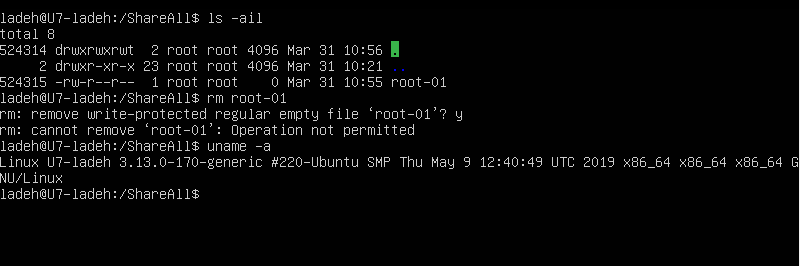 ladeh@U7-ladeh:/ShareAll$ ls -ail
total 8
524314 drwxrwxrwt  2 root root 4096 Mar 31 10:56 .
     2 drwxr-xr-x 23 root root 4096 Mar 31 10:21 ..
524315 -rw-r--r--  1 root root    0 Mar 31 10:55 root-01
ladeh@U7-ladeh:/ShareAll$ rm root-01
rm: remove write-protected regular empty file ‘root-01’? y
rm: cannot remove ‘root-01’: Operation not permitted
ladeh@U7-ladeh:/ShareAll$ uname -a
Linux U7-ladeh 3.13.0-170-generic #220-Ubuntu SMP Thu May 9 12:40:49 UTC 2019 x86_64 x86_64 x86_64 G
NU/Linux
ladeh@U7-ladeh:/ShareAll$